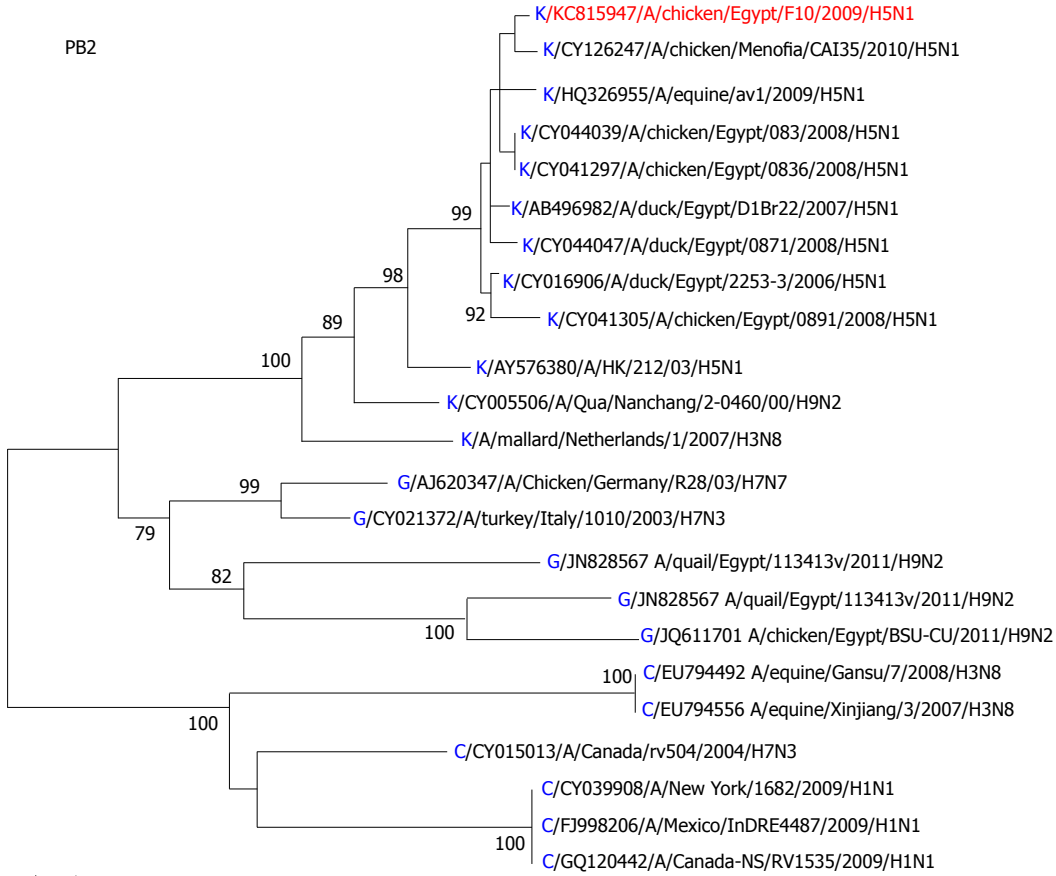 K/KC815947/A/chicken/Egypt/F10/2009/H5N1
PB2
K/CY126247/A/chicken/Menofia/CAI35/2010/H5N1
K/HQ326955/A/equine/av1/2009/H5N1
K/CY044039/A/chicken/Egypt/083/2008/H5N1
K/CY041297/A/chicken/Egypt/0836/2008/H5N1
99
K/AB496982/A/duck/Egypt/D1Br22/2007/H5N1
K/CY044047/A/duck/Egypt/0871/2008/H5N1
98
K/CY016906/A/duck/Egypt/2253-3/2006/H5N1
92
K/CY041305/A/chicken/Egypt/0891/2008/H5N1
89
100
K/AY576380/A/HK/212/03/H5N1
K/CY005506/A/Qua/Nanchang/2-0460/00/H9N2
K/A/mallard/Netherlands/1/2007/H3N8
99
G/AJ620347/A/Chicken/Germany/R28/03/H7N7
G/CY021372/A/turkey/Italy/1010/2003/H7N3
79
G/JN828567 A/quail/Egypt/113413v/2011/H9N2
82
G/JN828567 A/quail/Egypt/113413v/2011/H9N2
100
G/JQ611701 A/chicken/Egypt/BSU-CU/2011/H9N2
100
C/EU794492 A/equine/Gansu/7/2008/H3N8
C/EU794556 A/equine/Xinjiang/3/2007/H3N8
100
C/CY015013/A/Canada/rv504/2004/H7N3
C/CY039908/A/New York/1682/2009/H1N1
C/FJ998206/A/Mexico/InDRE4487/2009/H1N1
100
C/GQ120442/A/Canada-NS/RV1535/2009/H1N1